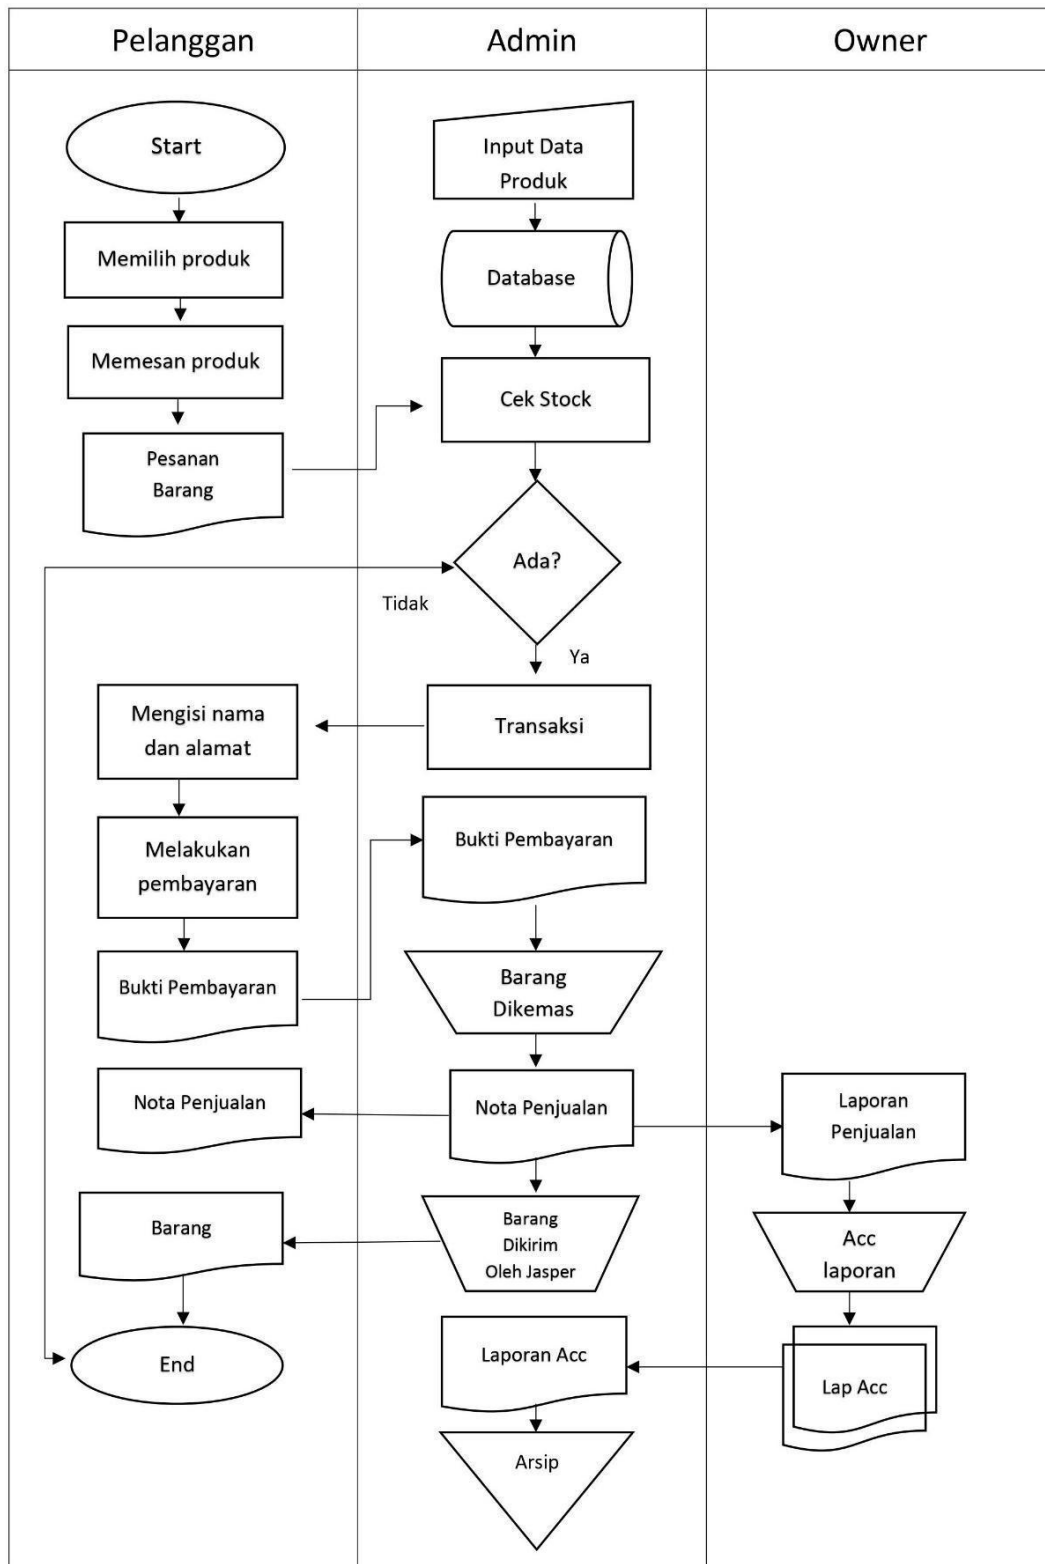 Pelanggan
Admin
Owner
Start
Memilih produk
Memesan produk
Pesanan
Barang
Input Data
Produk
Database
Cek Stock
Ada?
Tidak
Ya
Transaksi
Mengisi nama
dan alamat
Melakukan
pembayaran
Bukti Pembayaran
Bukti Pembayaran
Barang
Dikemas
Nota Penjualan
Nota Penjualan
Laporan
Penjualan
Barang
Dikirim
Oleh Jasper
Barang
End
Acc
laporan
Lap Acc
Laporan Acc
Arsip